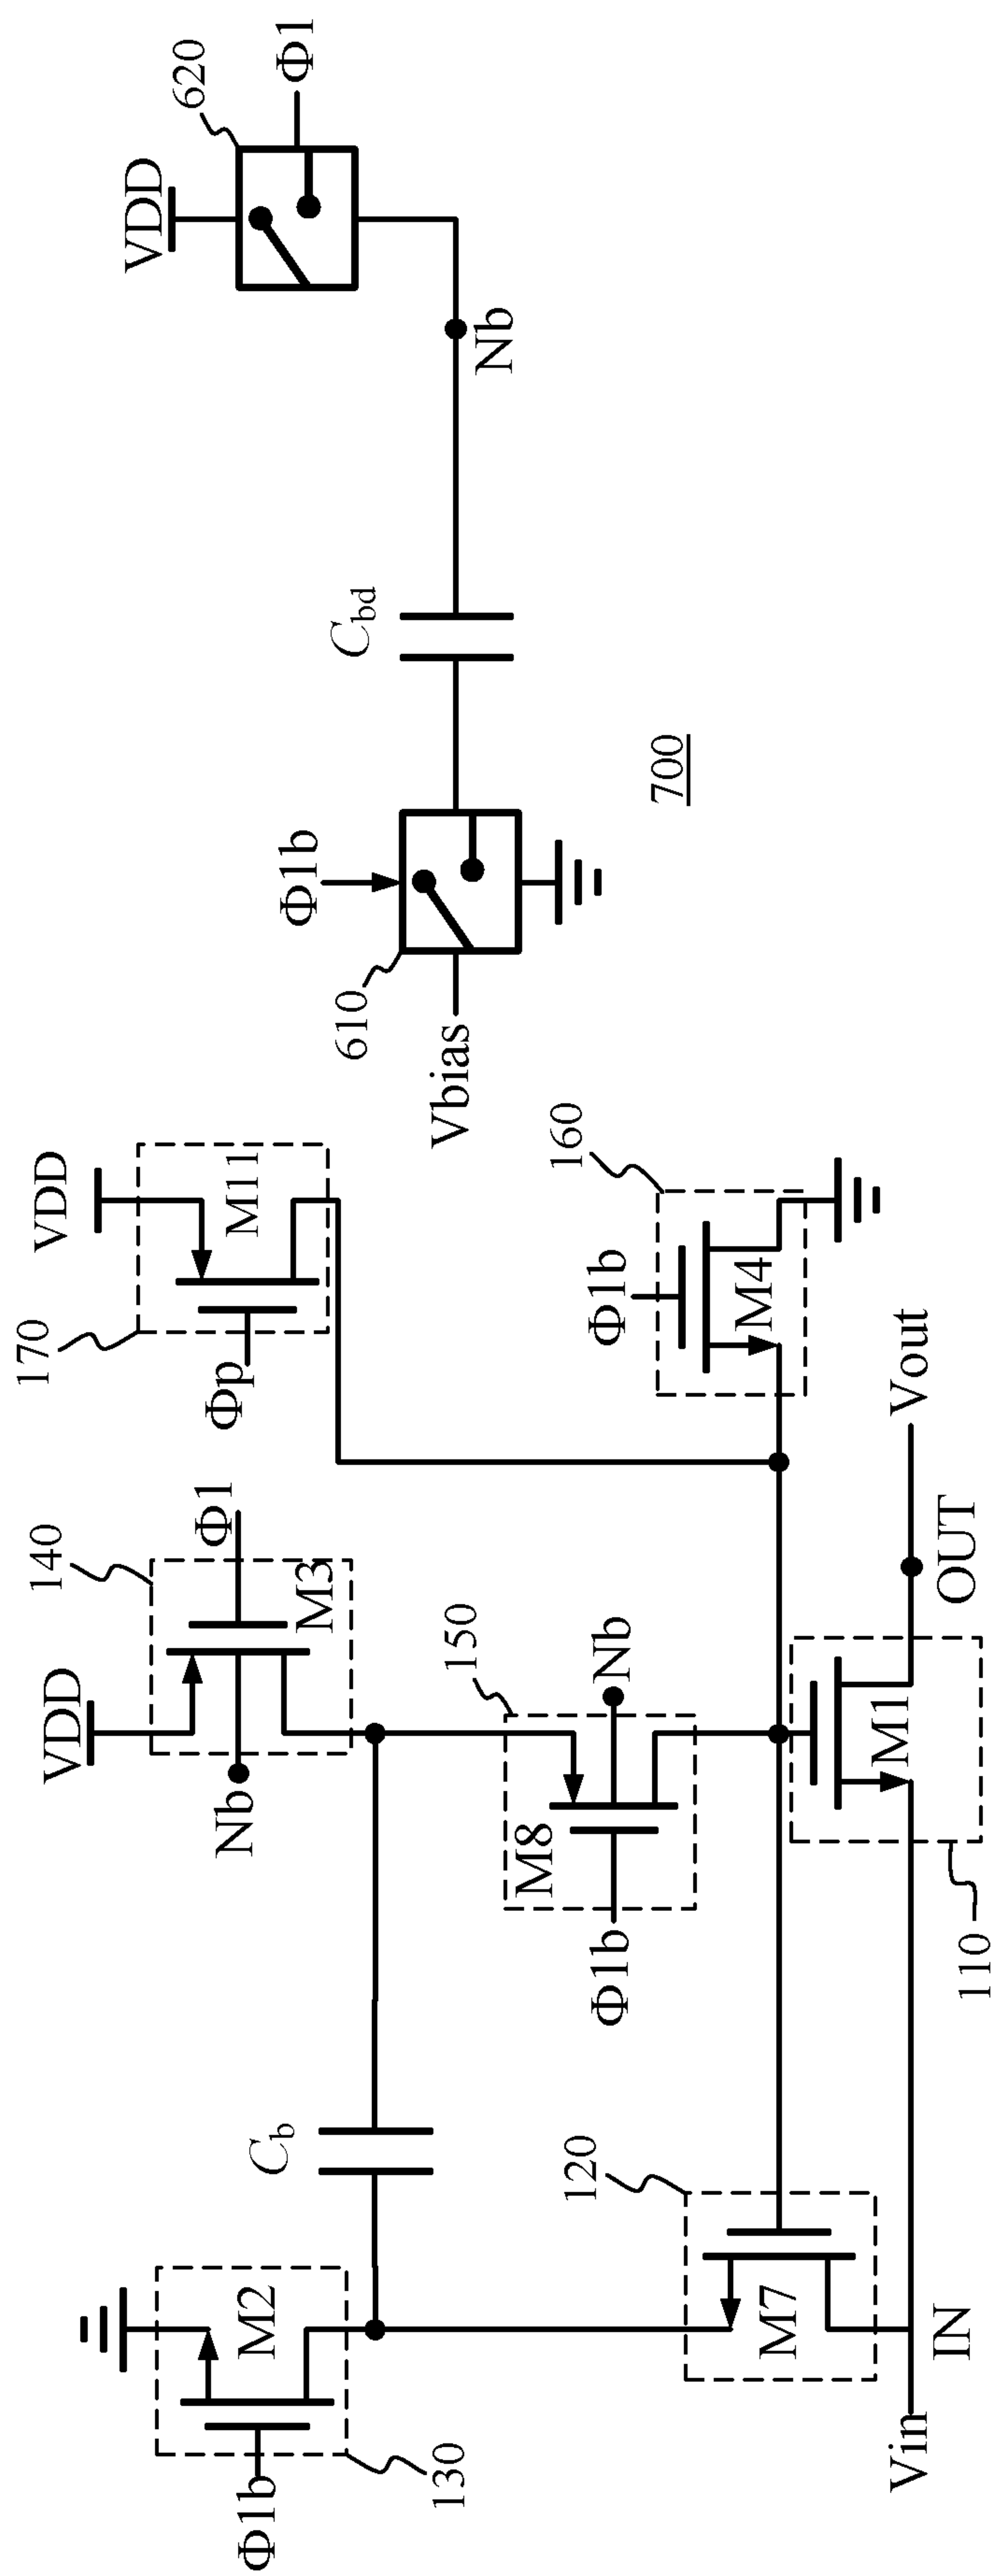 VDD
VDD
VDD
Φ1
170
M11
Φp
140
Φ1
M3
Nb
Φ1b
M2
130
Cb
150
M8
Nb
Φ1b
160
Φ1b
M4
120
M7
M1
110
Vin
IN
OUT
Vout
Vbias
610
Φ1b
Cbd
Nb
620
700